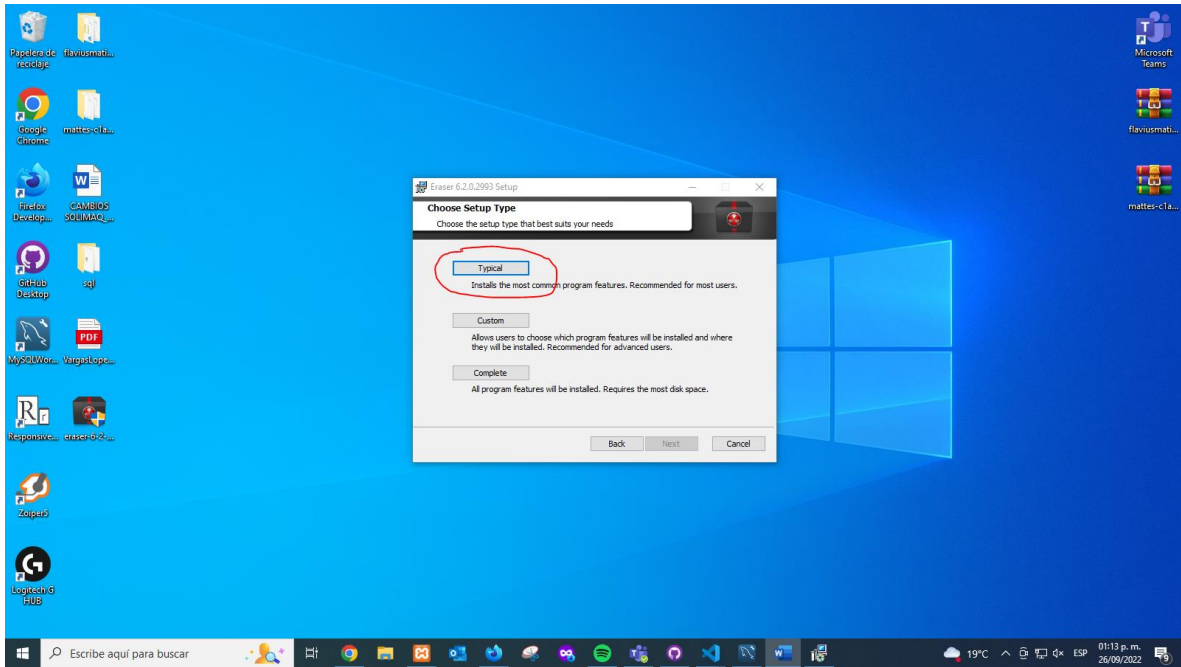 Papelera de
reciclaje
flaviusmati...
Google
Chrome
mattes-c1a...
Firefox
Develop...
CAMBIOS
SOLIMAQ_...
GitHub
Desktop
sql
MySQLWor...
PDF
VargasLope...
Rr
Responsive...
eraser-6-2-...
Zoiper5
Logitech G
HUB
Microsoft
Teams
flaviusmati...
mattes-c1a...
Eraser 6.2.0.2993 Setup
Choose Setup Type
Choose the setup type that best suits your needs
Typical
Installs the most common program features. Recommended for most users.
Custom
Allows users to choose which program features will be installed and where
they will be installed. Recommended for advanced users.
Complete
All program features will be installed. Requires the most disk space.
Back Next Cancel
Escribe aquí para buscar
19°C ESP 01:13 p. m.
26/09/2022